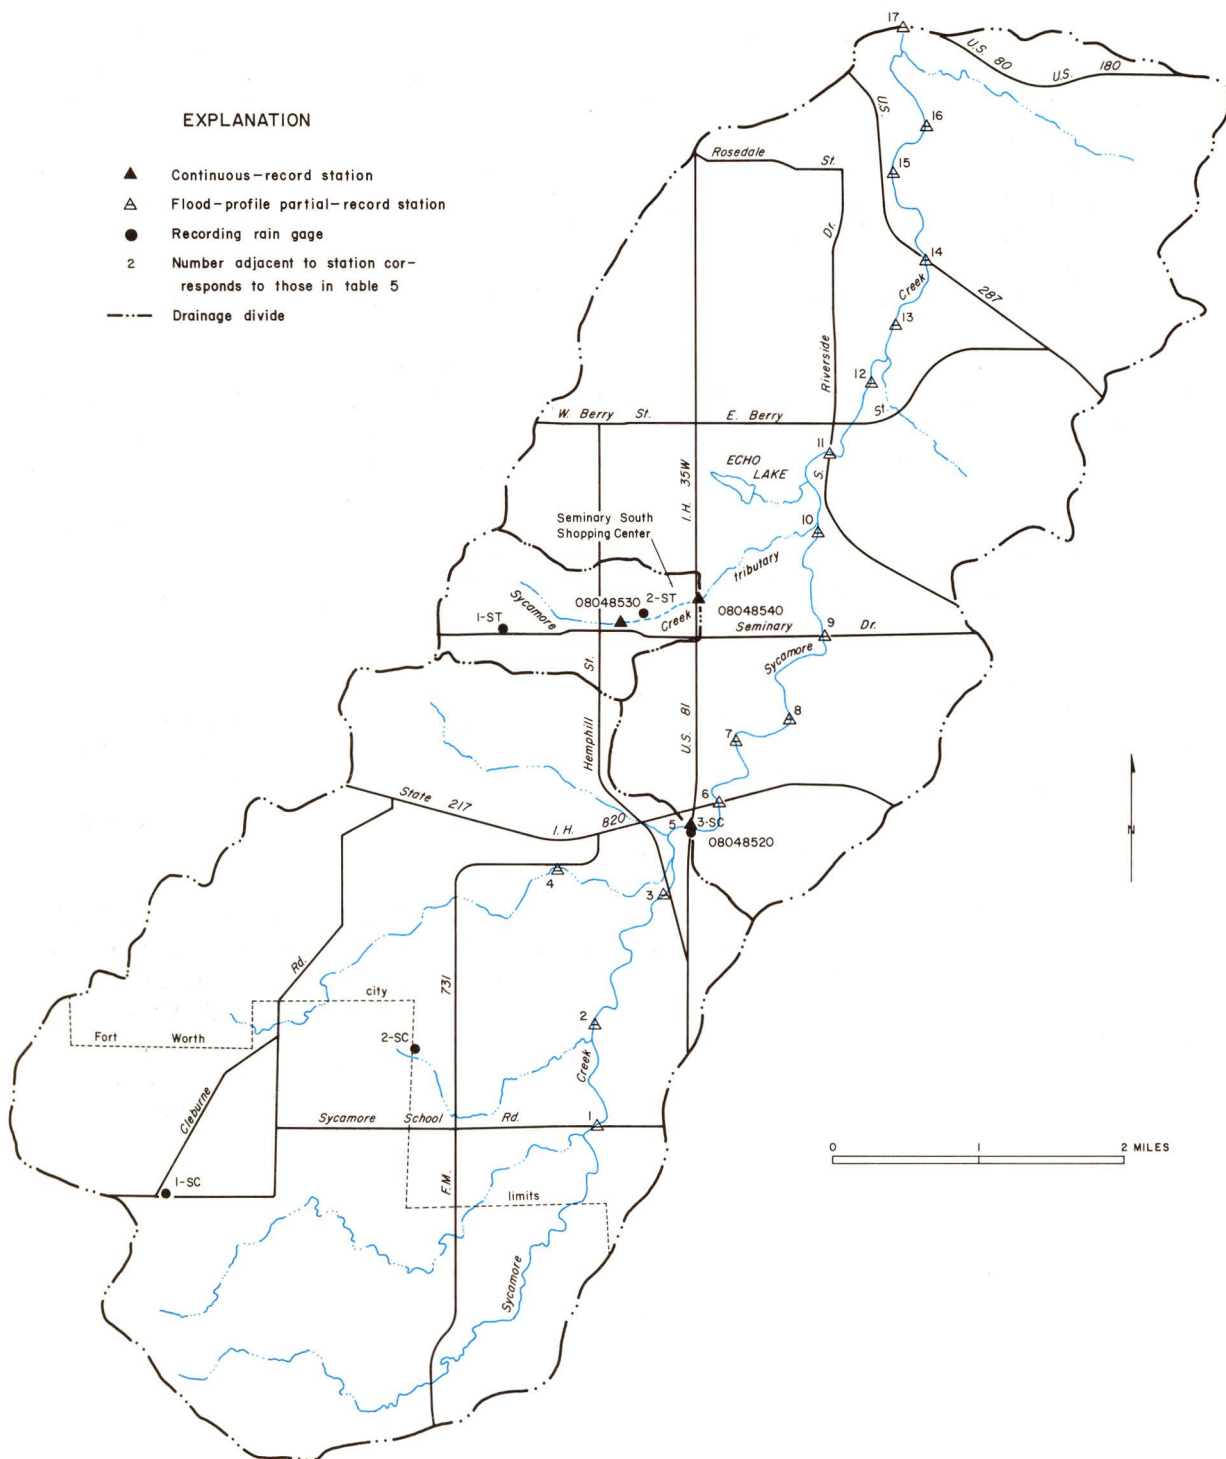 17
U.S. 80
U.S. 180
EXPLANATION
Continuous-record station
Flood-profile partial-record station
Recording rain gage
2 Number adjacent to station cor-
responds to those in table 5
Drainage divide
U.S.
16
Rosedale St.
15
Dr.
14
Creek
287
13
Riverside
12
W. Berry St. E. Berry St.
11
ECHO
LAKE
S.
I.H. 35W
Seminary South
Shopping Center
10
tributary
Sycamore
08048530
2-ST
Creek
08048540
1-ST
Seminary Dr.
9
St.
Sycamore
8
U.S. 81
7
Hemphill
State 217
6
I.H. 820
5
3-SC
08048520
4
3
Rd.
city
731
2
Fort Worth
2-SC
Creek
Cleburne
Sycamore School Rd.
1
N
0 1 2 MILES
1-SC
F.M.
limits
Sycamore